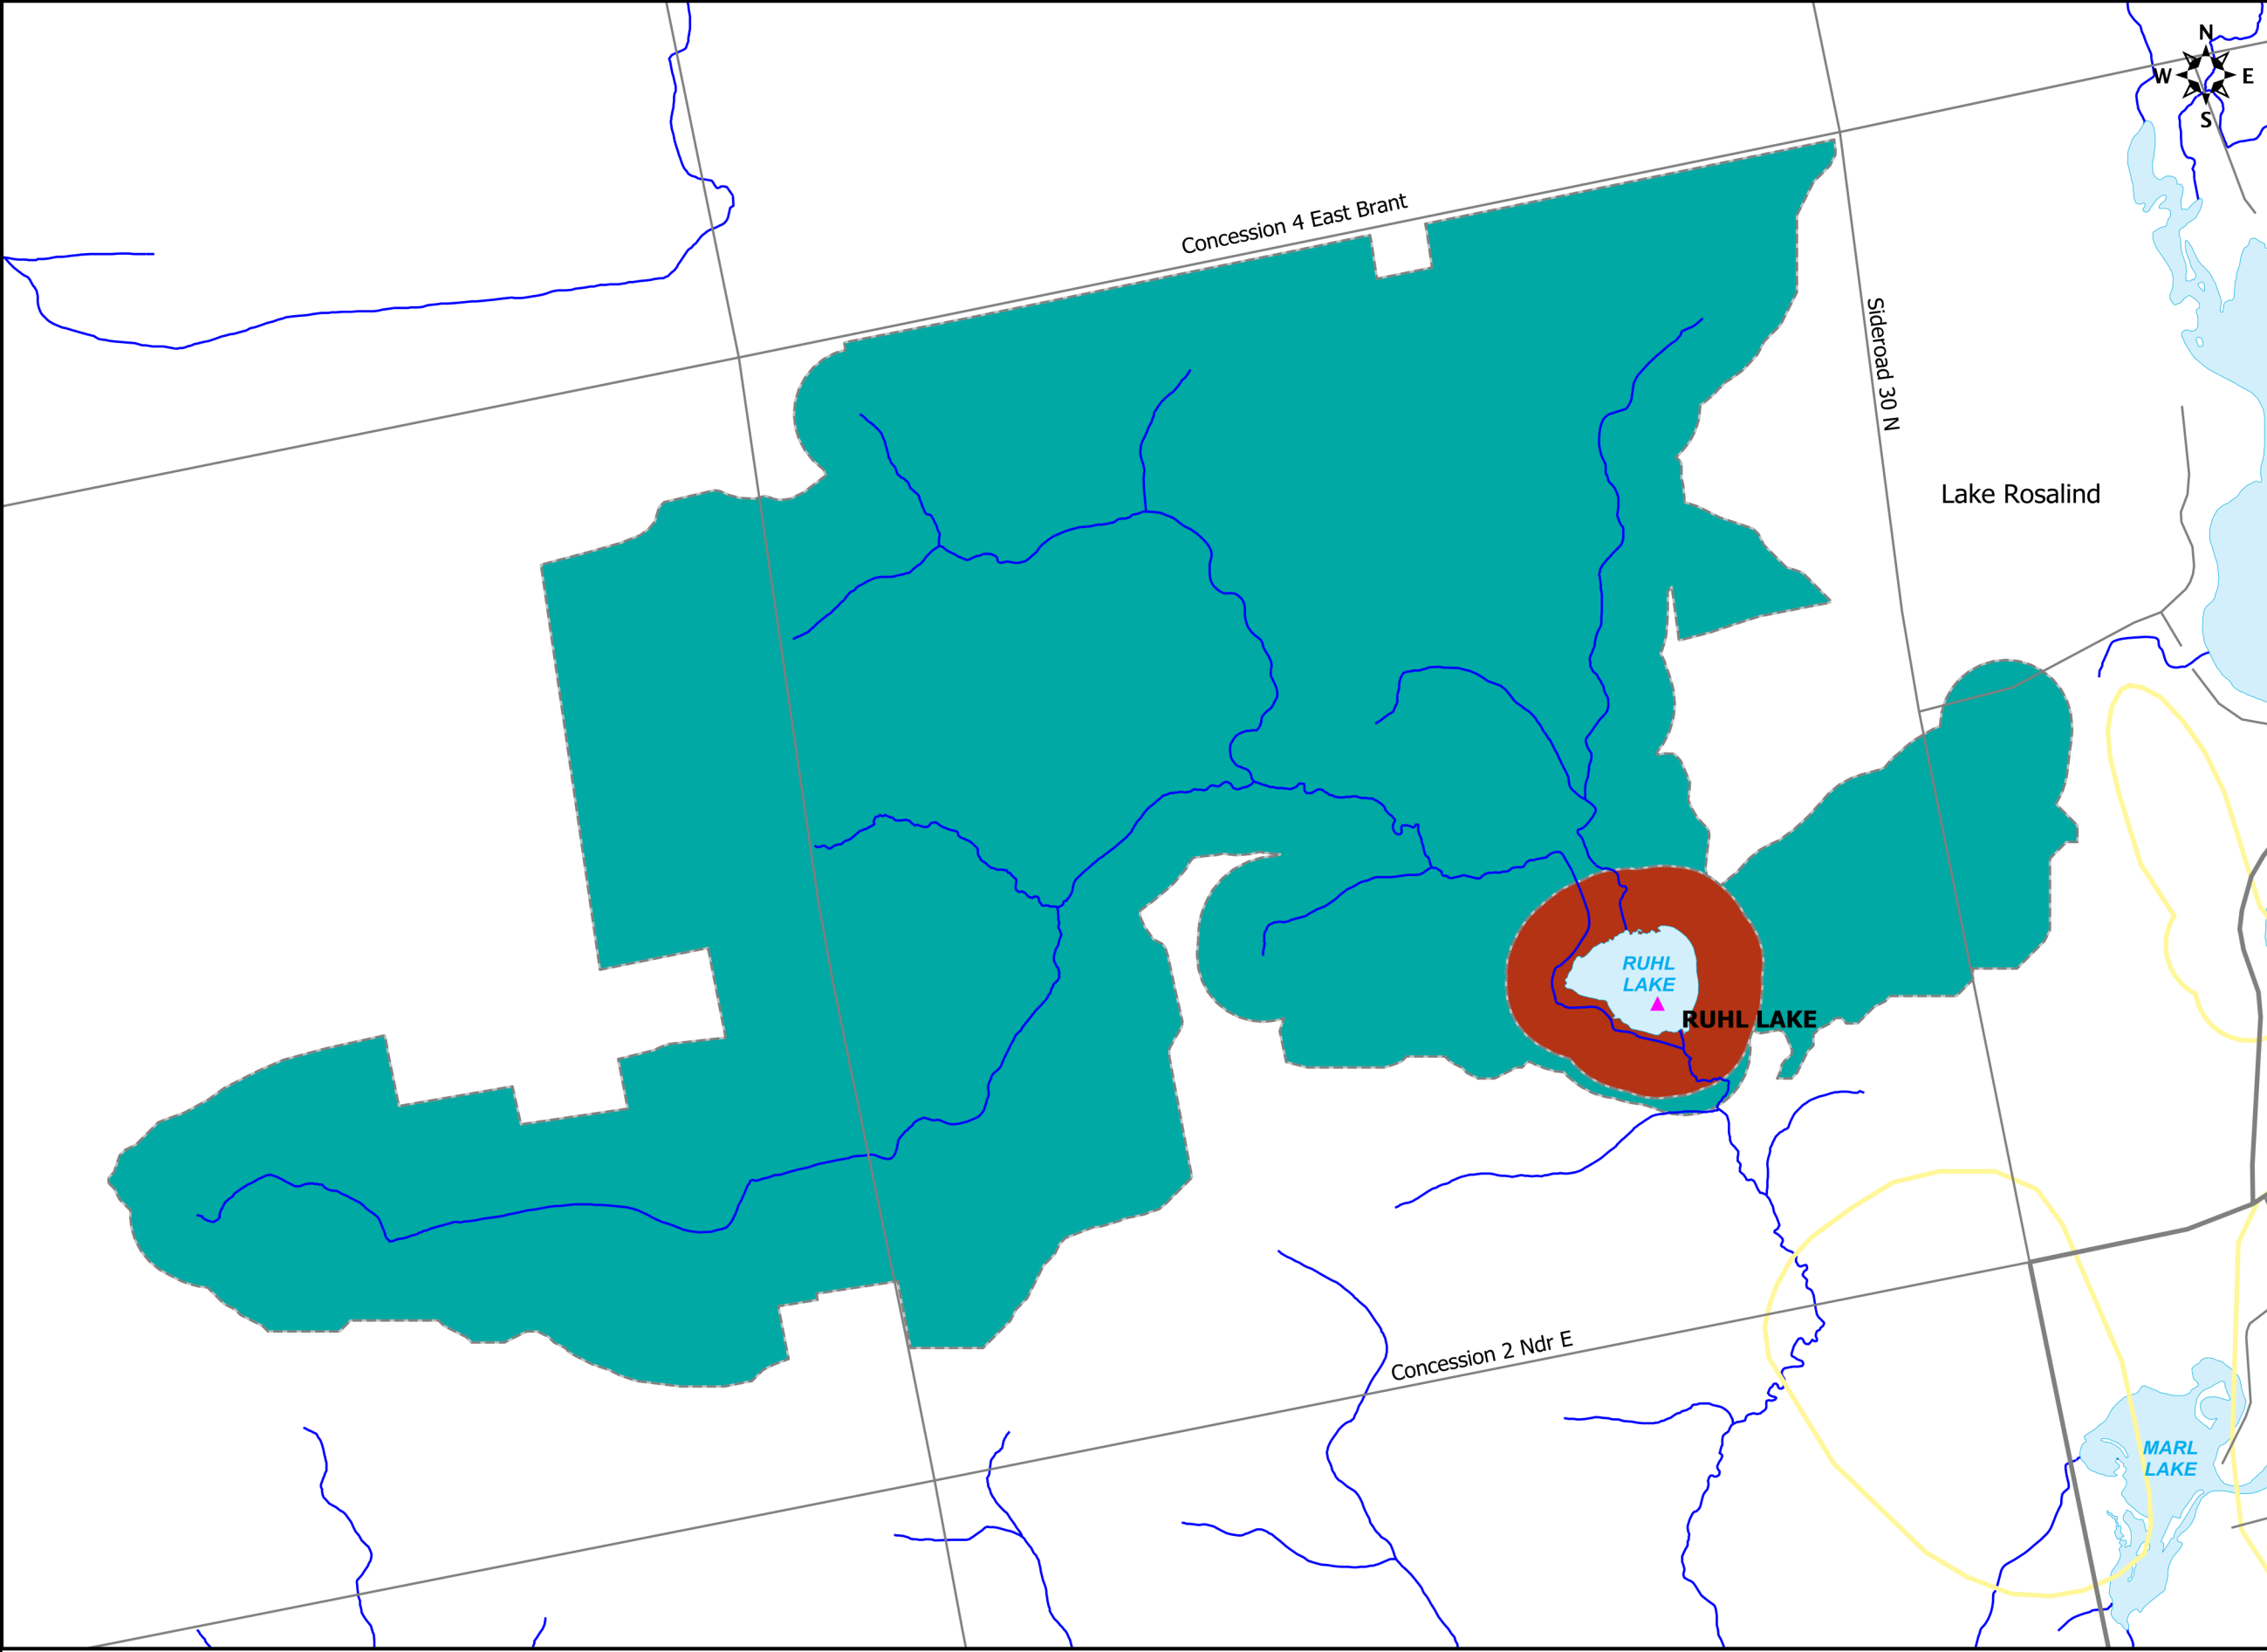 N
W E
S
Concession 4 East Brant
Sideroad 30 N
Lake Rosalind
RUHL
LAKE
RUHL LAKE
Concession 2 Ndr E
MARL
LAKE